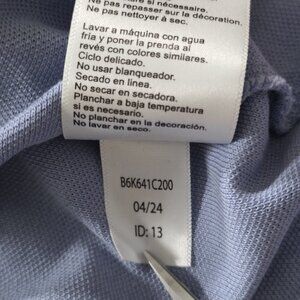 si nécessaire.
Ne pas repasser sur la décoration.
Ne pas nettoyer à sec.
Lavar a máquina con agua
fría y poner la prenda al
revés con colores similares.
Ciclo delicado.
No usar blanqueador.
Secado en línea.
No secar en secadora.
Planchar a baja temperatura
si es necesario.
No planchar en la decoración.
No lavar en seco.
B6K641C200
04/24
ID: 13